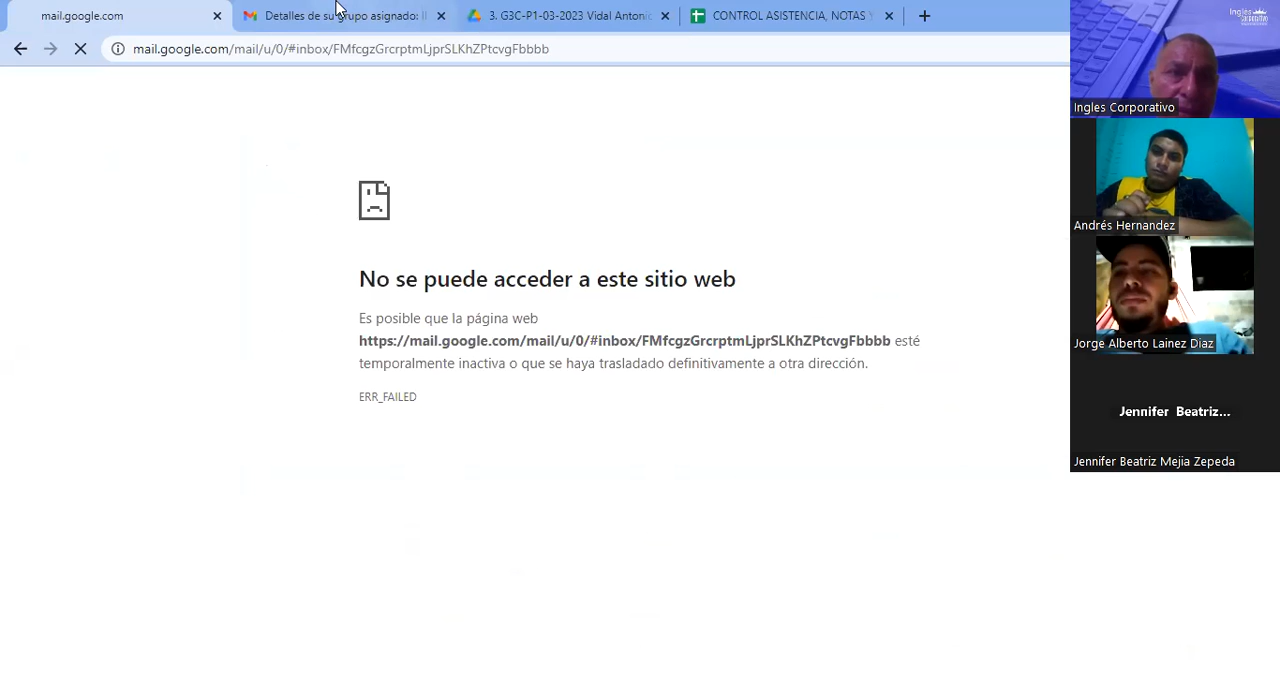 mail.google.com
Detalles de su grupo asignado: I
3. G3C-P1-03-2023 Vidal Antonio
CONTROL ASISTENCIA, NOTAS Y
mail.google.com/mail/u/0/#inbox/FMfcgzGrcrptmLjprSLKhZPtcvgFbbbb
No se puede acceder a este sitio web
Es posible que la página web
https://mail.google.com/mail/u/0/#inbox/FMfcgzGrcrptmLjprSLKhZPtcvgFbbbb esté
temporalmente inactiva o que se haya trasladado definitivamente a otra dirección.
ERR_FAILED
Ingles
Corporativo
Ingles Corporativo
Andrés Hernandez
Jorge Alberto Lainez Diaz
Jennifer Beatriz...
Jennifer Beatriz Mejia Zepeda